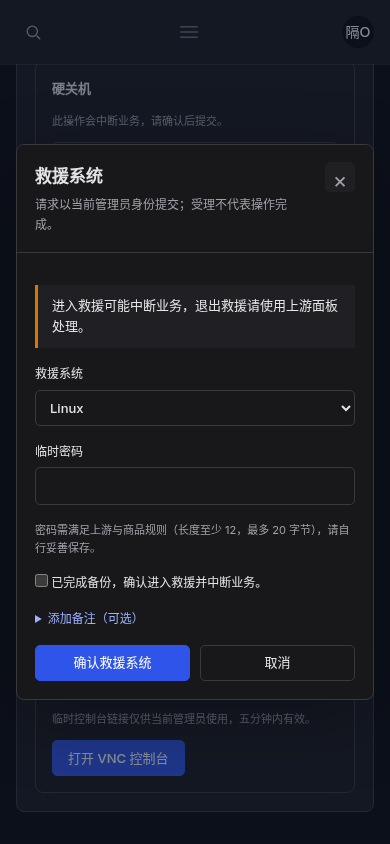 隔O
硬关机
此操作会中断业务，请确认后提交。
救援系统
请求以当前管理员身份提交；受理不代表操作完
成。
进入救援可能中断业务，退出救援请使用上游面板
处理。
救援系统
Linux
临时密码
密码需满足上游与商品规则（长度至少 12，最多 20 字节），请自
行妥善保存。
已完成备份，确认进入救援并中断业务。
添加备注（可选）
确认救援系统
取消
临时控制台链接仅供当前管理员使用，五分钟内有效。
打开 VNC 控制台